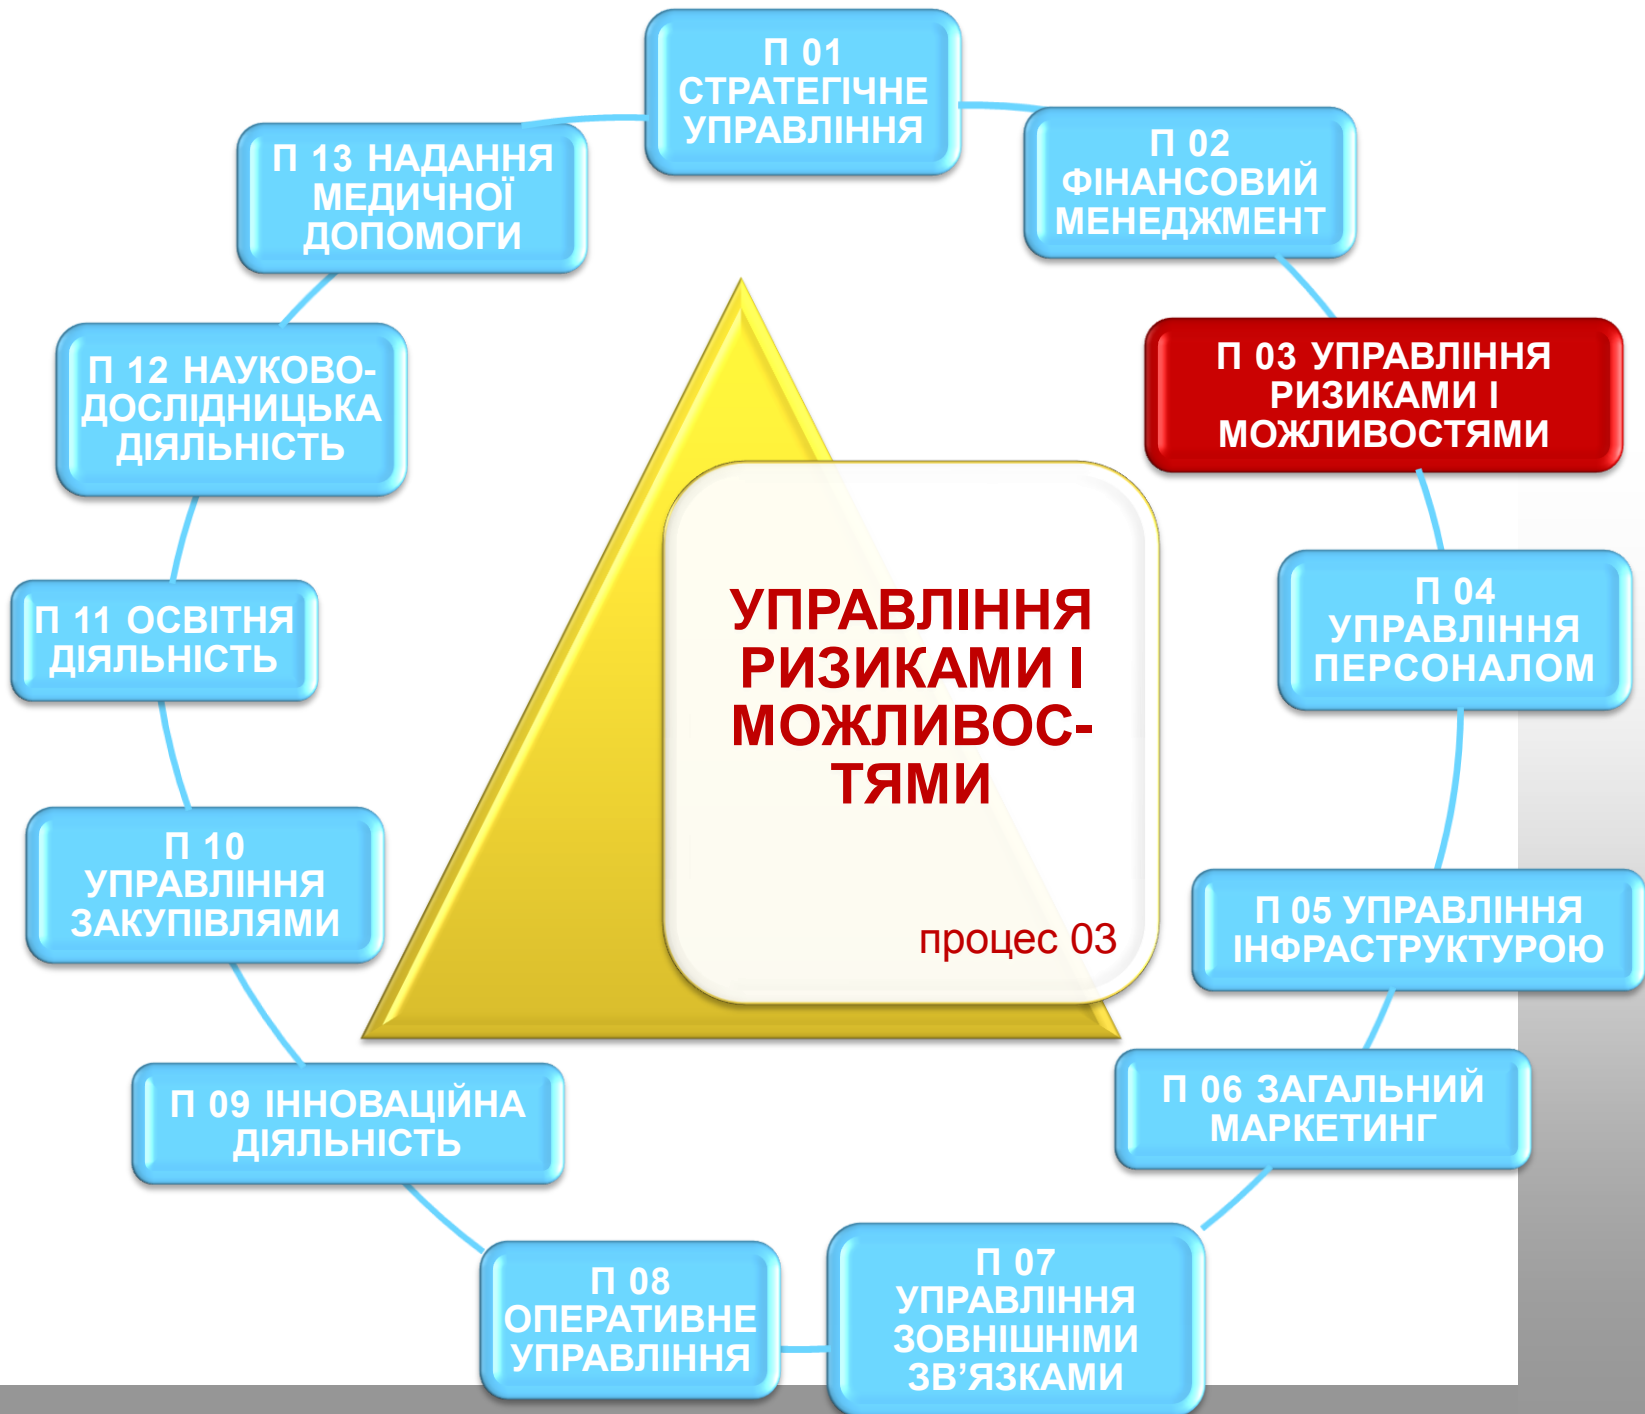 П 01
СТРАТЕГІЧНЕ
УПРАВЛІННЯ
П 02
ФІНАНСОВИЙ
МЕНЕДЖМЕНТ
П 03 УПРАВЛІННЯ
РИЗИКАМИ І
МОЖЛИВОСТЯМИ
П 04
УПРАВЛІННЯ
ПЕРСОНАЛОМ
П 05 УПРАВЛІННЯ
ІНФРАСТРУКТУРОЮ
П 06 ЗАГАЛЬНИЙ
МАРКЕТИНГ
П 07
УПРАВЛІННЯ
ЗОВНІШНІМИ
ЗВ’ЯЗКАМИ
П 08
ОПЕРАТИВНЕ
УПРАВЛІННЯ
П 09 ІННОВАЦІЙНА
ДІЯЛЬНІСТЬ
П 10
УПРАВЛІННЯ
ЗАКУПІВЛЯМИ
П 11 ОСВІТНЯ
ДІЯЛЬНІСТЬ
П 12 НАУКОВО-
ДОСЛІДНИЦЬКА
ДІЯЛЬНІСТЬ
П 13 НАДАННЯ
МЕДИЧНОЇ
ДОПОМОГИ
УПРАВЛІННЯ
РИЗИКАМИ І
МОЖЛИВОС-
ТЯМИ
процес 03